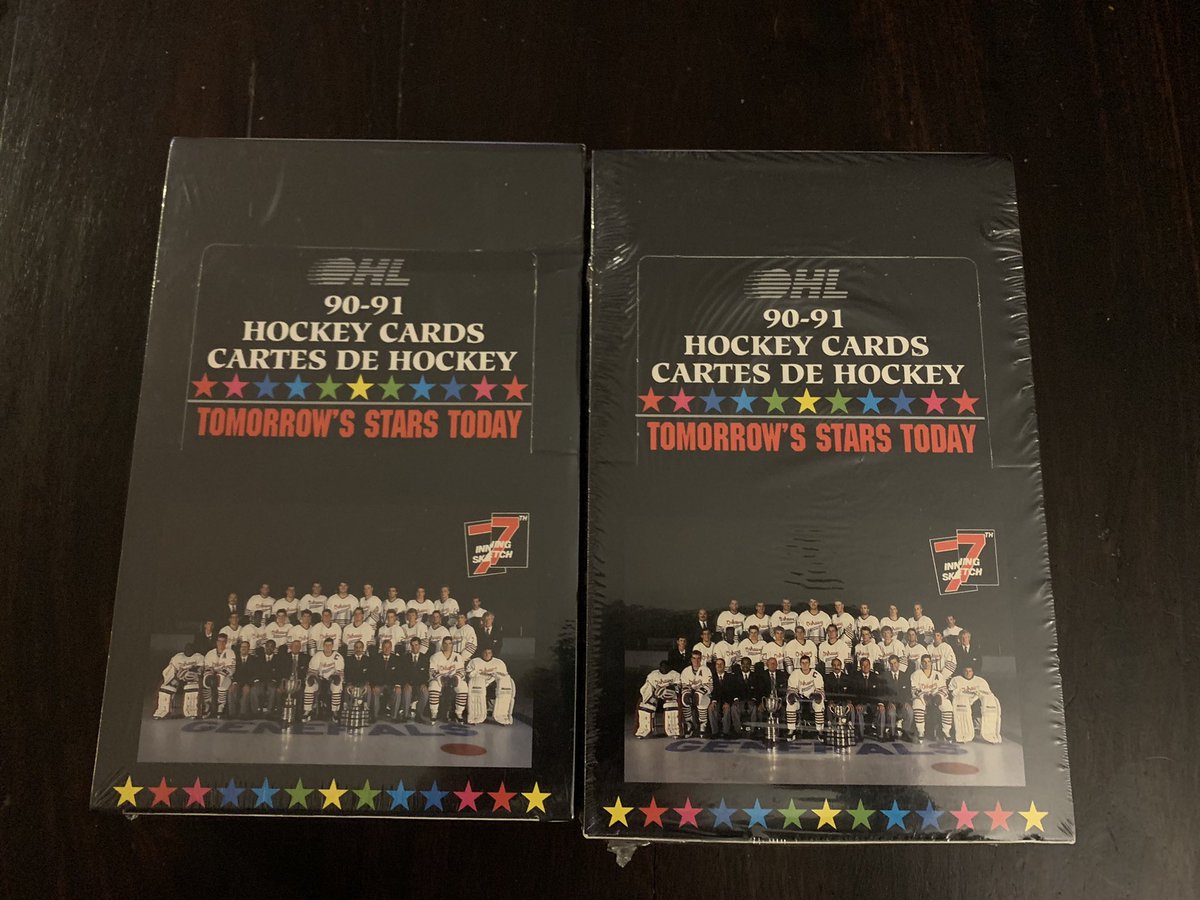 OHL
90-91
HOCKEY CARDS
CARTES DE HOCKEY
TOMORROW'S STARS TODAY
7TH
INNING
SKETCH
GENERALS
OHL
90-91
HOCKEY CARDS
CARTES DE HOCKEY
TOMORROW'S STARS TODAY
7TH
INNING
SKETCH
GENERALS